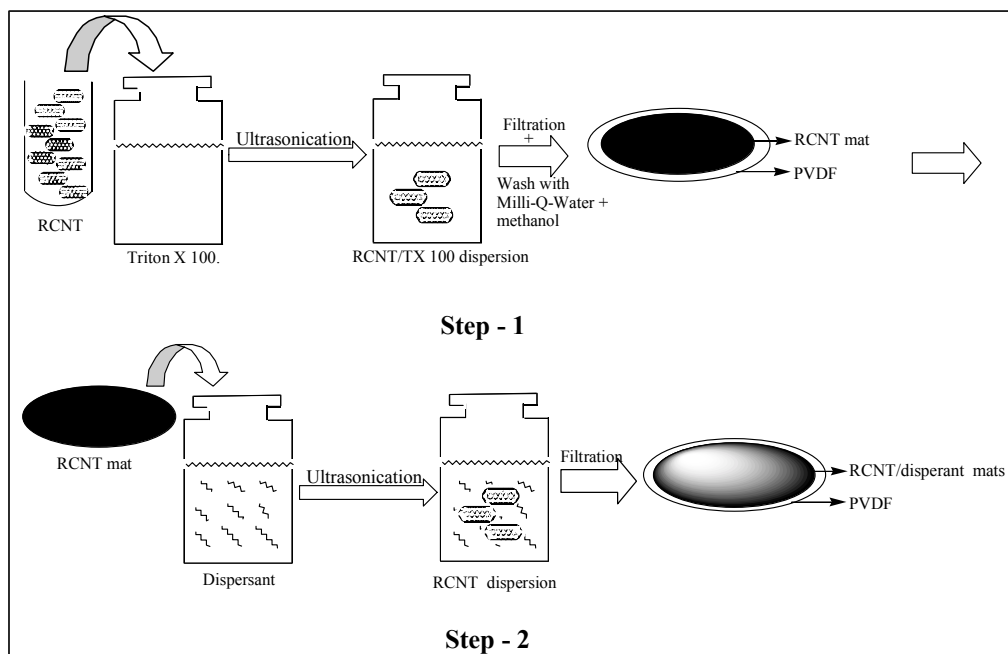 Ultrasonication
Filtration
+
RCNT mat
PVDF
Wash with
Milli-Q-Water +
methanol
RCNT
Triton X 100.
RCNT/TX 100 dispersion
Step - 1
RCNT mat
Ultrasonication
Filtration
RCNT/disperant mats
PVDF
Dispersant
RCNT dispersion
Step - 2